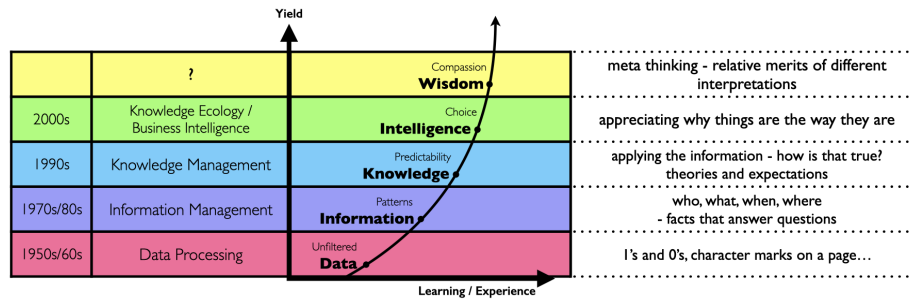 Yield
?
Compassion
Wisdom
meta thinking - relative merits of different
interpretations
2000s
Knowledge Ecology /
Business Intelligence
Choice
Intelligence
appreciating why things are the way they are
1990s
Knowledge Management
Predictability
Knowledge
applying the information - how is that true?
theories and expectations
1970s/80s
Information Management
Patterns
Information
who, what, when, where
- facts that answer questions
1950s/60s
Data Processing
Unfiltered
Data
1's and 0's, character marks on a page...
Learning / Experience